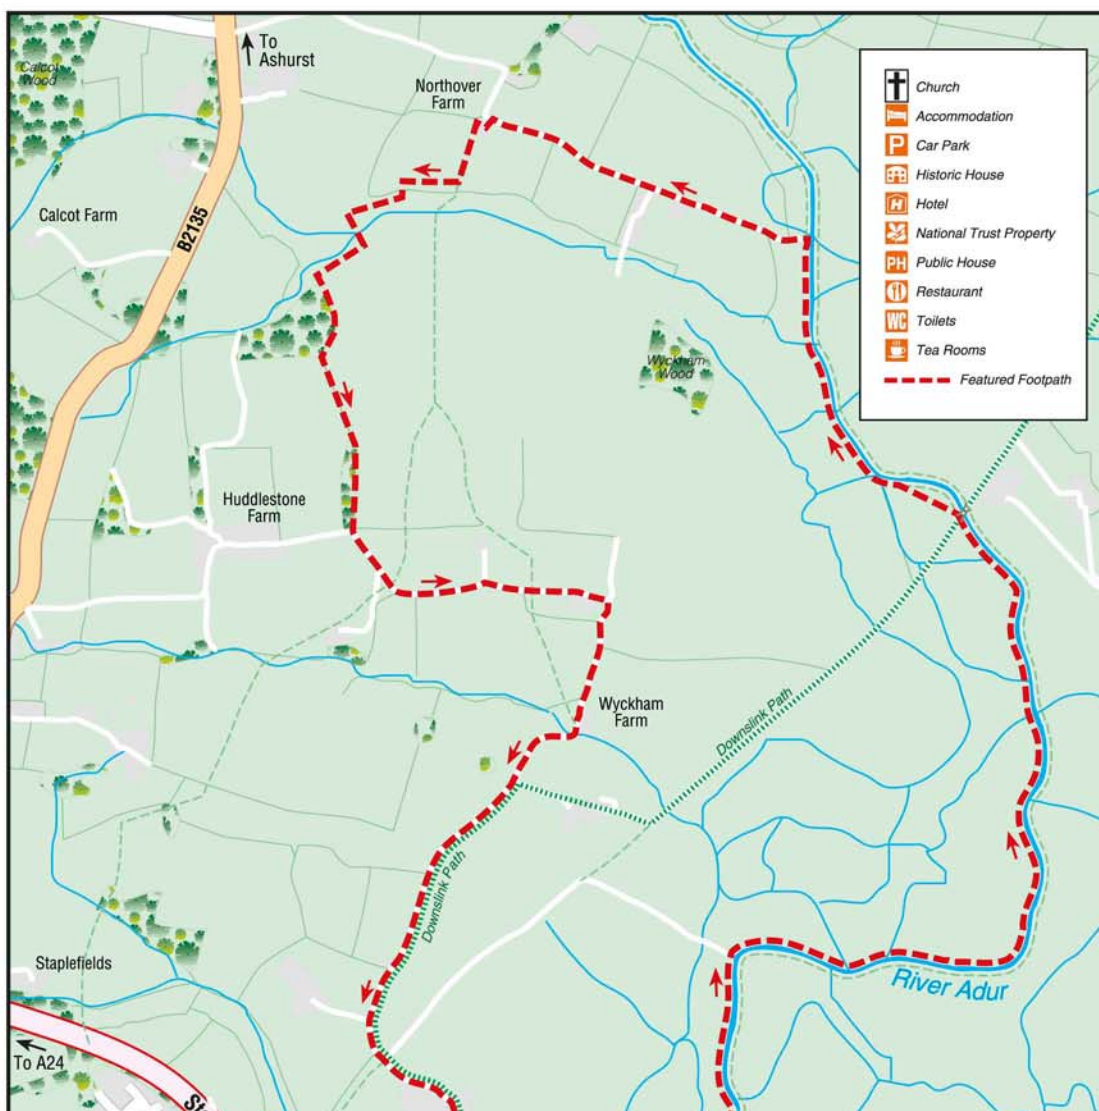 To
Ashurst
Calcot
Wood
Northover
Farm
Calcot Farm
B2135
Church
Accommodation
P
Car Park
Historic House
H
Hotel
National Trust Property
PH
Public House
Restaurant
WC
Toilets
Tea Rooms
Featured Footpath
Wyckham
Wood
Huddlestone
Farm
Wyckham
Farm
Downslink Path
Downslink Path
Staplefields
River Adur
To A24